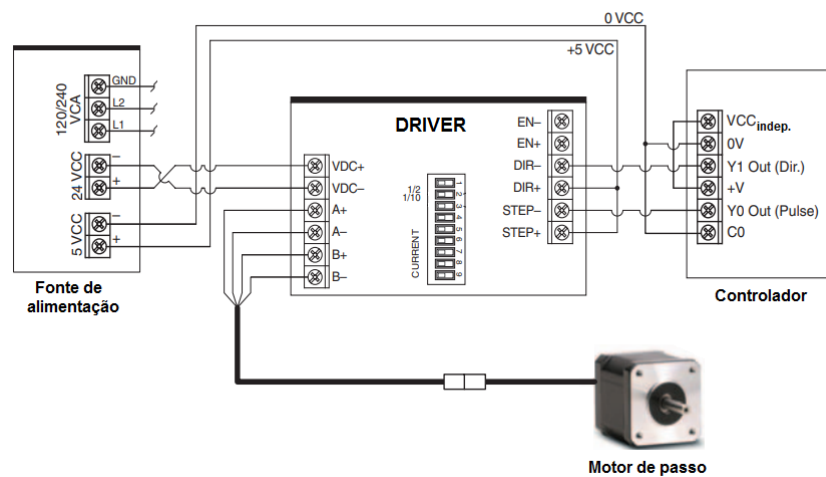 0 VCC
+5 VCC
120/240
VCA
GND
L2
L1
24 VCC
–
+
5 VCC
–
+
Fonte de
alimentação
DRIVER
VDC+
VDC–
A+
A–
B+
B–
1/2
1/10
CURRENT
1
2
3
4
5
6
7
8
9
EN–
EN+
DIR–
DIR+
STEP–
STEP+
VCC indep.
0V
Y1 Out (Dir.)
+V
Y0 Out (Pulse)
C0
Controlador
Motor de passo